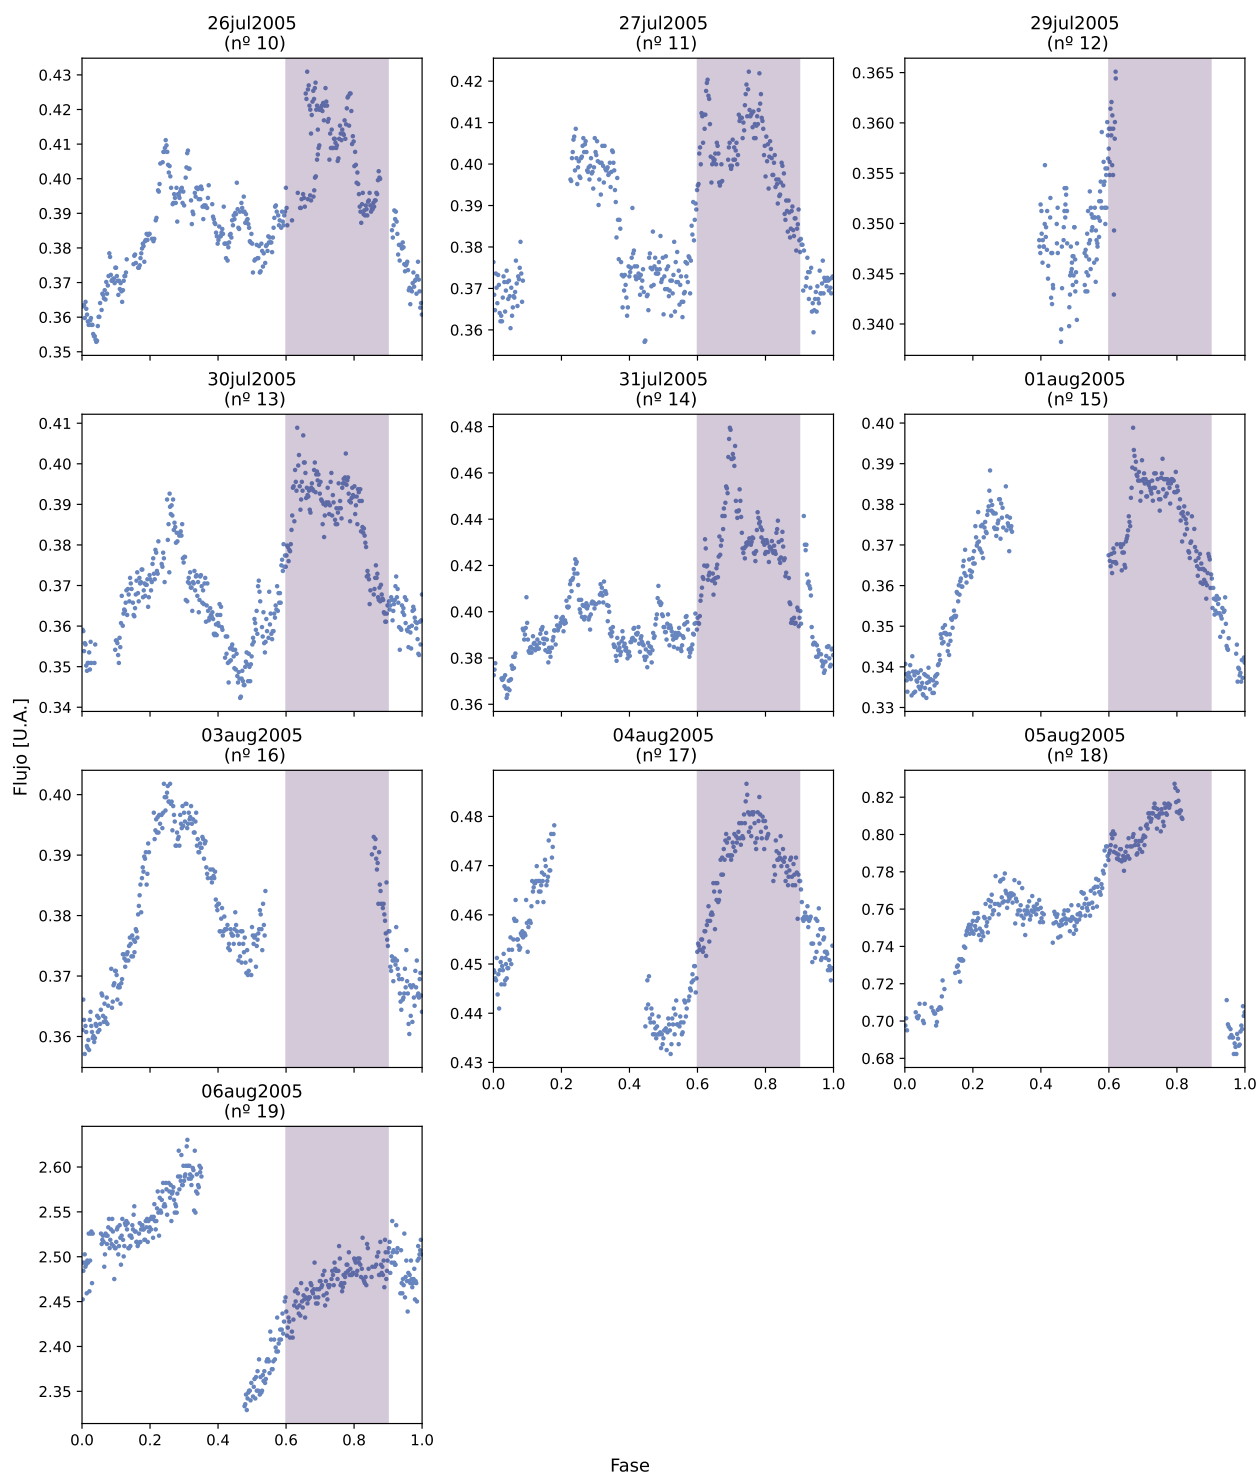 26jul2005
(nº 10)
27jul2005
(nº 11)
29jul2005
(nº 12)
0.43
0.42
0.41
0.40
0.39
0.38
0.37
0.36
0.35
0.42
0.41
0.40
0.39
0.38
0.37
0.36
0.365
0.360
0.355
0.350
0.345
0.340
30jul2005
(nº 13)
31jul2005
(nº 14)
01aug2005
(nº 15)
0.41
0.40
0.39
0.38
0.37
0.36
0.35
0.34
0.48
0.46
0.44
0.42
0.40
0.38
0.36
0.40
0.39
0.38
0.37
0.36
0.35
0.34
0.33
Flujo [U.A.]
03aug2005
(nº 16)
04aug2005
(nº 17)
05aug2005
(nº 18)
0.40
0.39
0.38
0.37
0.36
0.48
0.47
0.46
0.45
0.44
0.43
0.0 0.2 0.4 0.6 0.8 1.0
0.82
0.80
0.78
0.76
0.74
0.72
0.70
0.68
0.0 0.2 0.4 0.6 0.8 1.0
06aug2005
(nº 19)
2.60
2.55
2.50
2.45
2.40
2.35
0.0 0.2 0.4 0.6 0.8 1.0
Fase